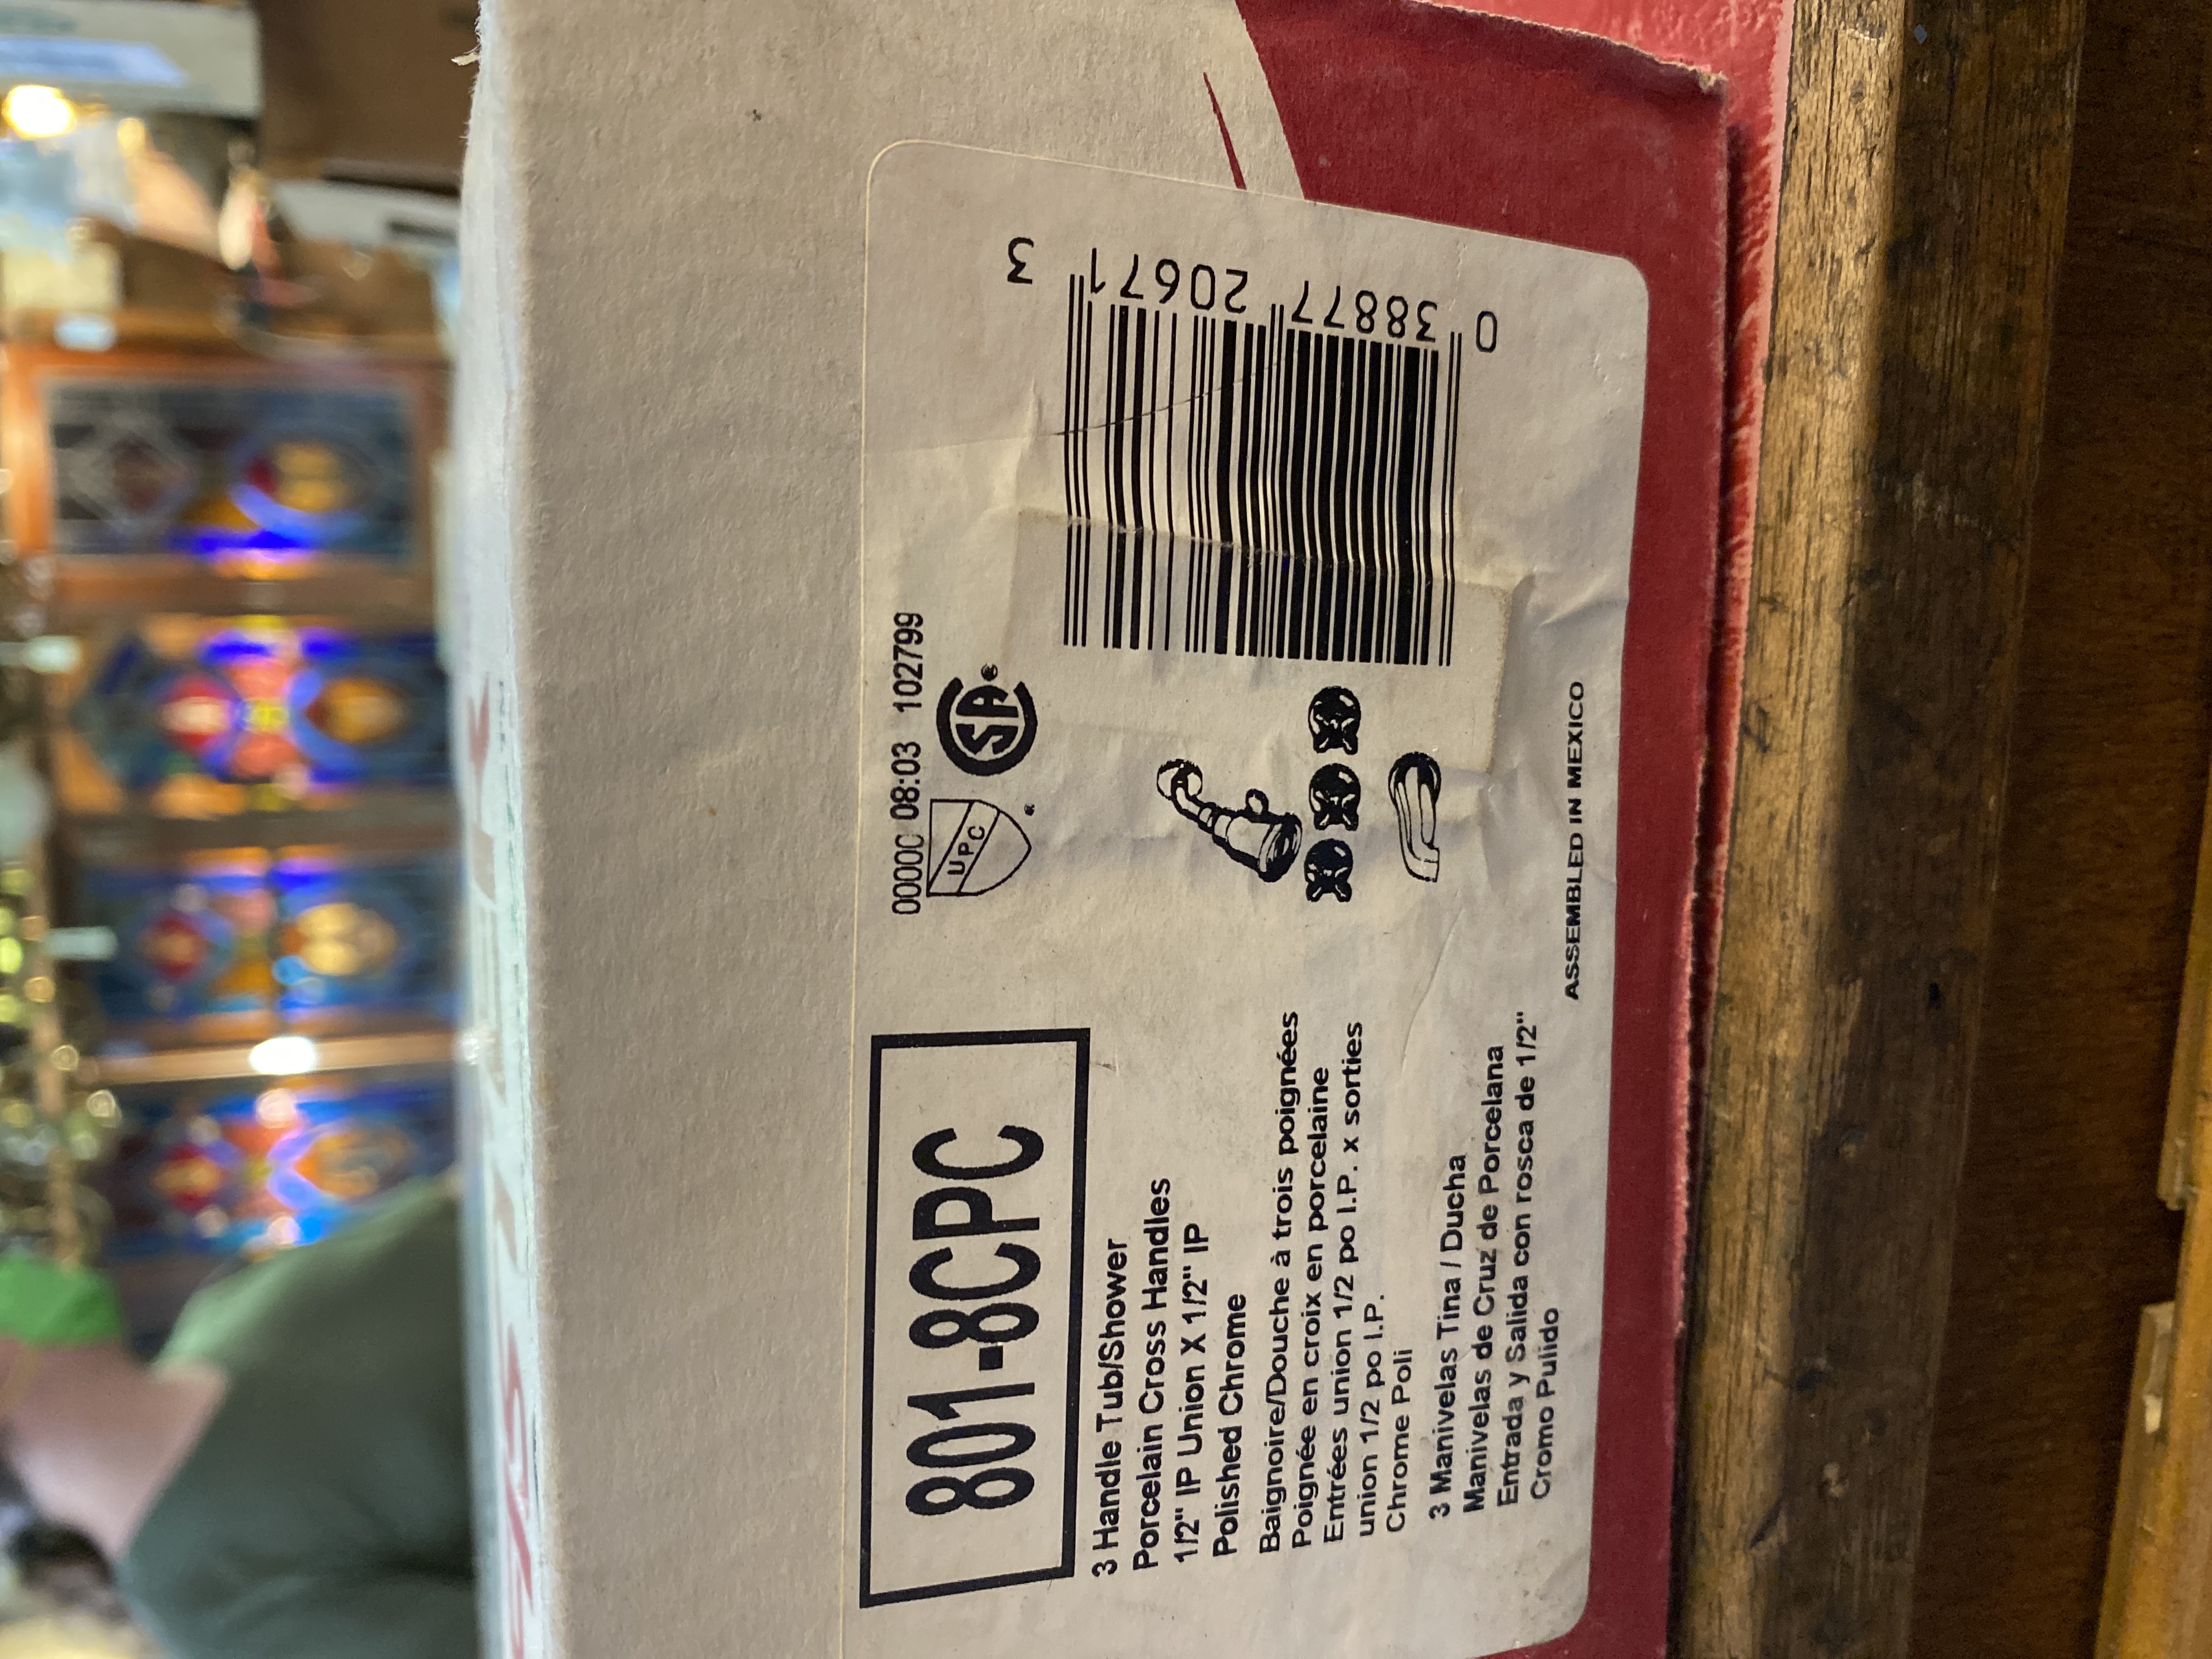 801-8CPC
3 Handle Tub/Shower
Porcelain Cross Handles
1/2" IP Union X 1/2" IP
Polished Chrome
Baignoire/Douche à trois poignées
Poignée en croix en porcelaine
Entrées union 1/2 po I.P. x sorties
union 1/2 po I.P.
Chrome Poli
3 Manivelas Tina / Ducha
Manivelas de Cruz de Porcelana
Entrada y Salida con rosca de 1/2"
Cromo Pulido
00000 08:03 102799
UPC ®
SA ®
0 38877 20671 3
ASSEMBLED IN MEXICO